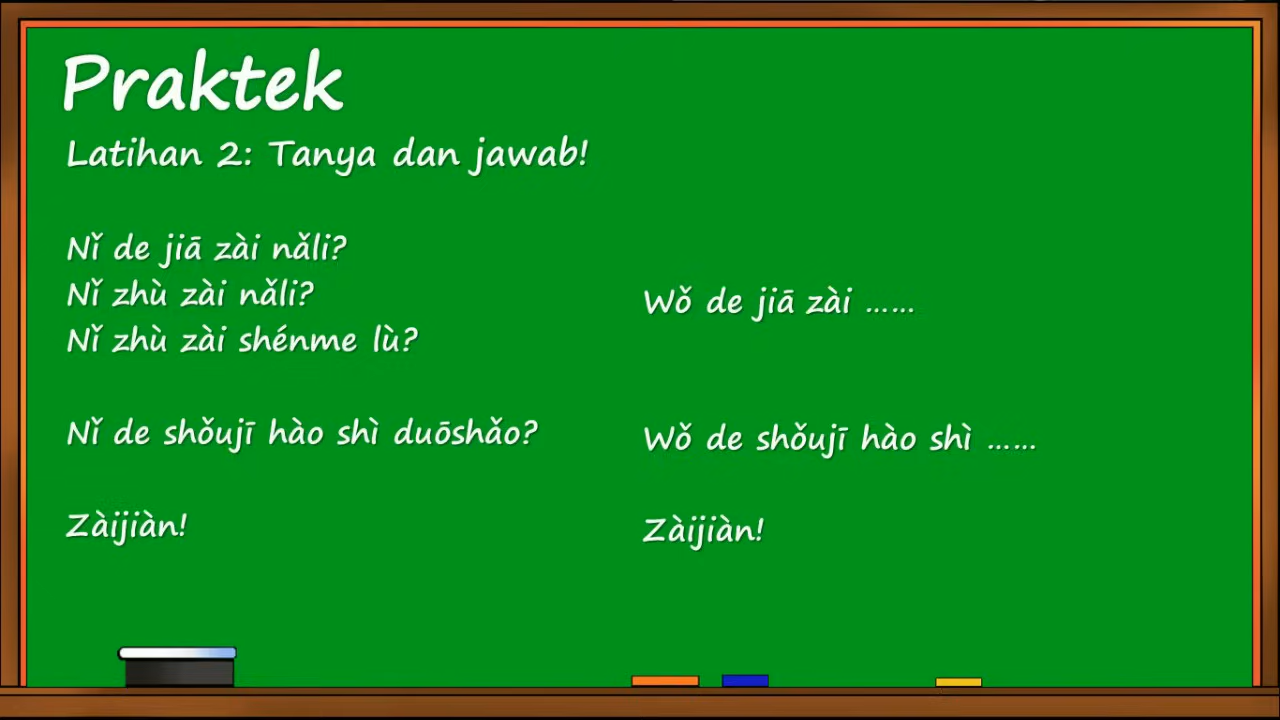 Praktek
Latihan 2: Tanya dan jawab!
Nǐ de jiā zài nǎli?
Nǐ zhù zài nǎli?
Wǒ de jiā zài ......
Nǐ zhù zài shénme lù?
Nǐ de shǒujī hào shì duōshǎo?
Wǒ de shǒujī hào shì ......
Zàijiàn!
Zàijiàn!